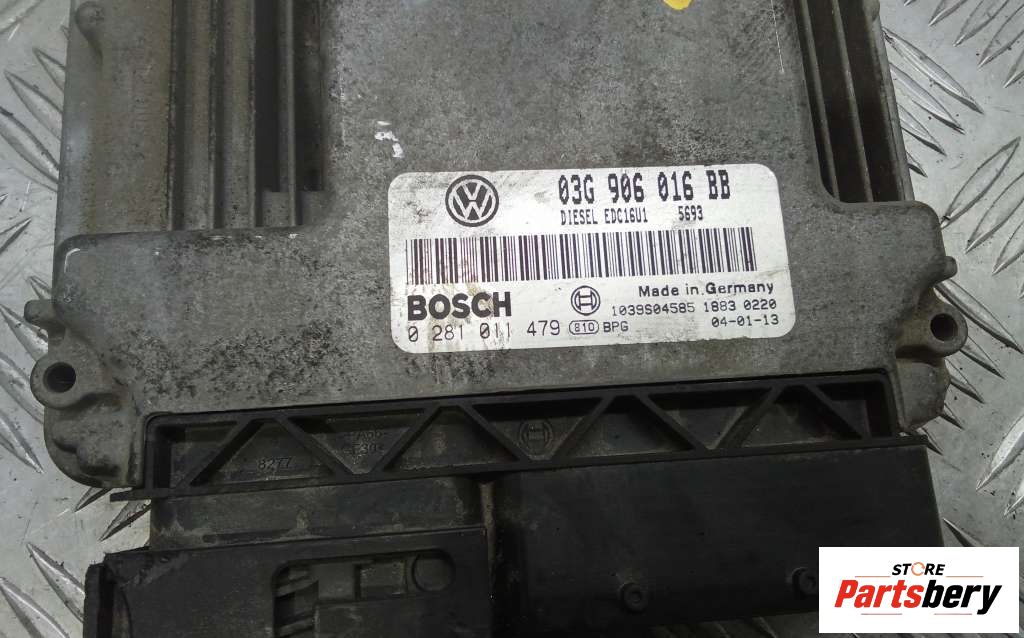 03G 906 016 BB
DIESEL EDC16U1 5693
Made in Germany
BOSCH
1039S04585 1883 0220
0 281 011 479 810 BPG
04-01-13
8277
STORE
Partsbery